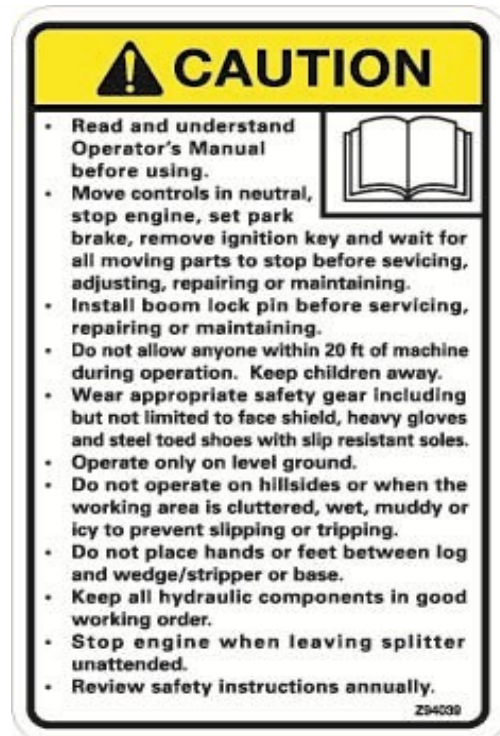 CAUTION
• Read and understand
Operator's Manual
before using.
• Move controls in neutral,
stop engine, set park
brake, remove ignition key and wait for
all moving parts to stop before sevicing,
adjusting, repairing or maintaining.
• Install boom lock pin before servicing,
repairing or maintaining.
• Do not allow anyone within 20 ft of machine
during operation. Keep children away.
• Wear appropriate safety gear including
but not limited to face shield, heavy gloves
and steel toed shoes with slip resistant soles.
• Operate only on level ground.
• Do not operate on hillsides or when the
working area is cluttered, wet, muddy or
icy to prevent slipping or tripping.
• Do not place hands or feet between log
and wedge/stripper or base.
• Keep all hydraulic components in good
working order.
• Stop engine when leaving splitter
unattended.
• Review safety instructions annually.
Z94039